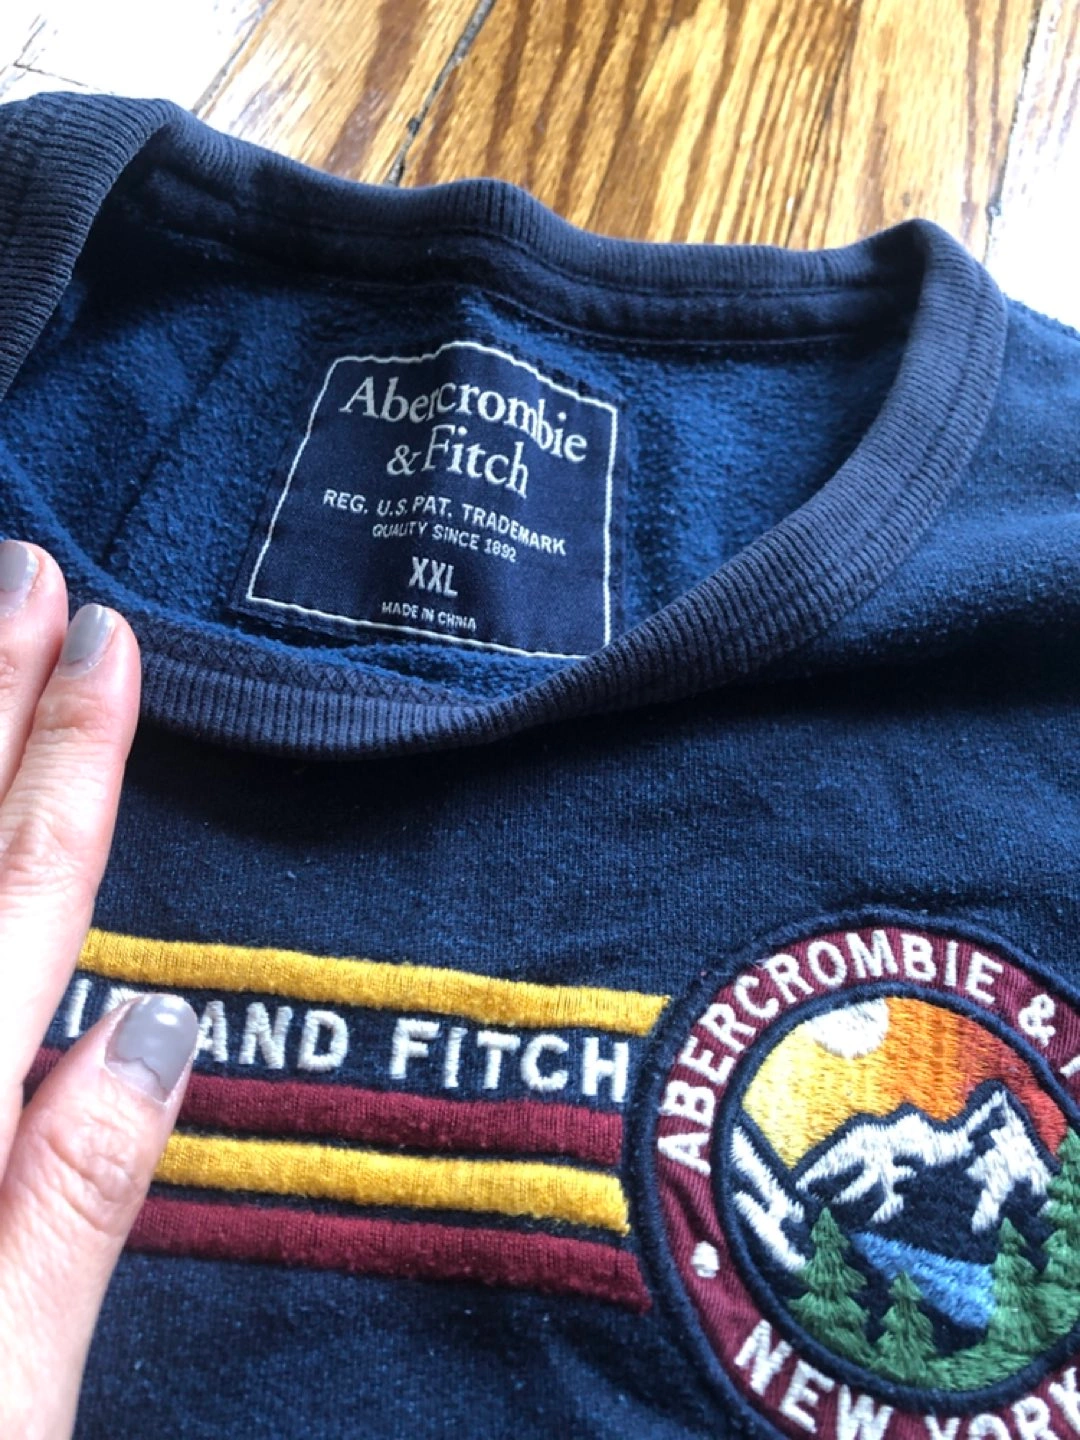 Abercrombie
& Fitch
REG. U.S. PAT. TRADEMARK
QUALITY SINCE 1892
XXL
MADE IN CHINA
AND FITCH
ABERCROMBIE &
NEW YORK